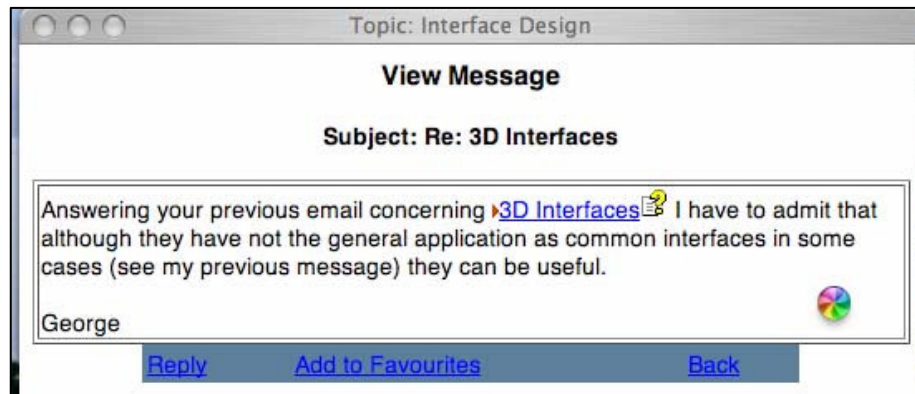 Topic: Interface Design
View Message
Subject: Re: 3D Interfaces
Answering your previous email concerning 3D Interfaces I have to admit that
although they have not the general application as common interfaces in some
cases (see my previous message) they can be useful.
George
Reply Add to Favourites Back